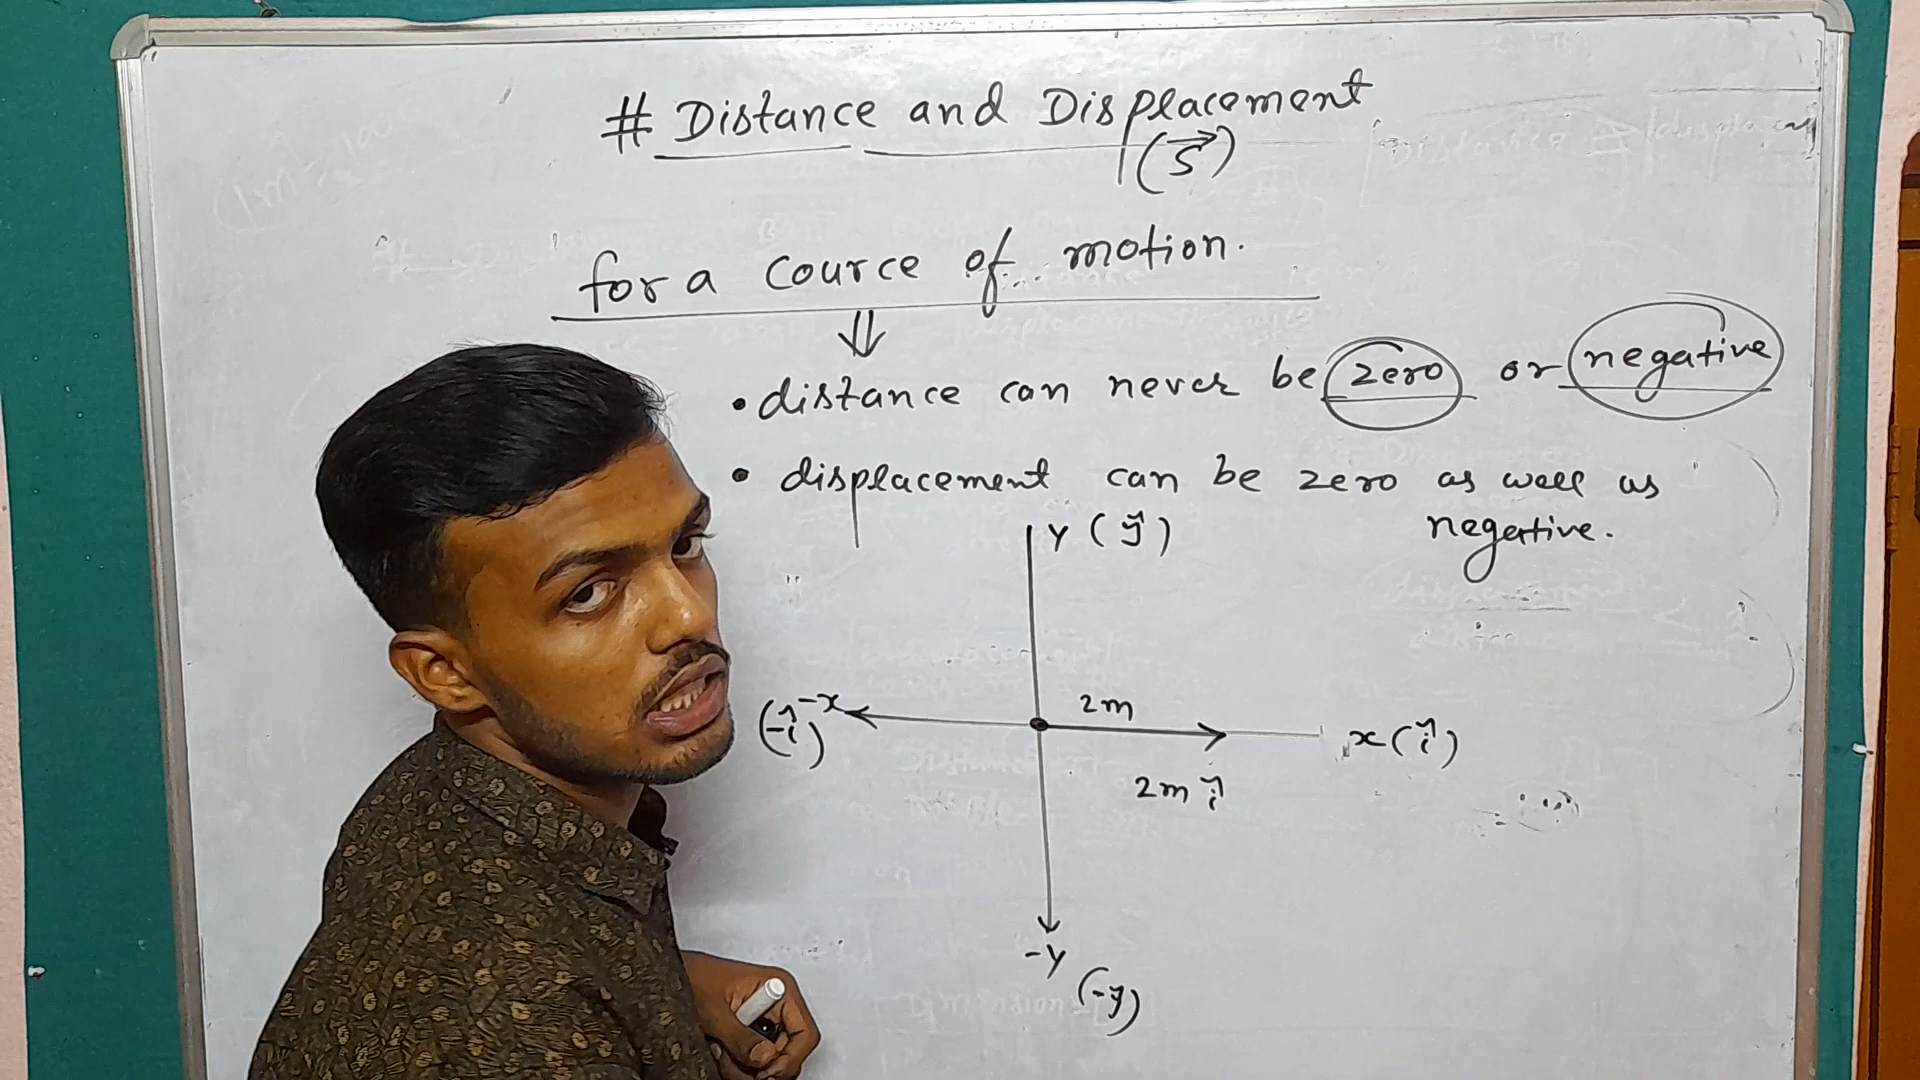 # Distance and Displacement
(s⃗)
for a cource of motion.
⇓
• distance can never be zero or negative
• displacement can be zero as well as
negative.
Y (ĵ)
2m
(-î) -x
x (î)
2m î
-Y
(-ĵ)